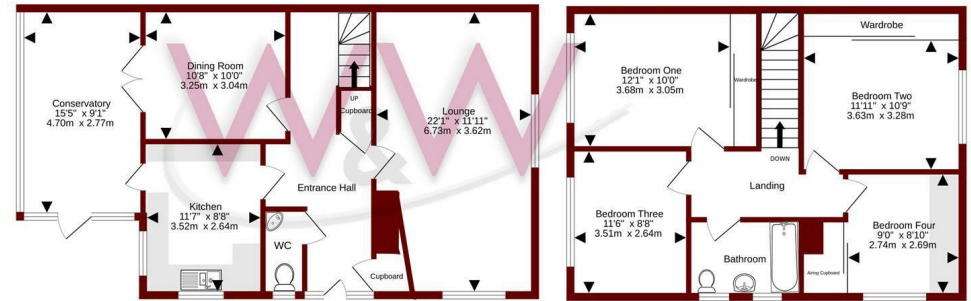 Conservatory
15'5" x 9'1"
4.70m x 2.77m
Dining Room
10'8" x 10'0"
3.25m x 3.04m
UP
Cupboard
Lounge
22'1" x 11'11"
6.73m x 3.62m
Entrance Hall
Kitchen
11'7" x 8'8"
3.52m x 2.64m
WC
Cupboard
W&W
Bedroom One
12'1" x 10'0"
3.68m x 3.05m
Wardrobe
Wardrobe
Bedroom Two
11'11" x 10'9"
3.63m x 3.28m
DOWN
Landing
Bedroom Three
11'6" x 8'8"
3.51m x 2.64m
Bathroom
Airing Cupboard
Bedroom Four
9'0" x 8'10"
2.74m x 2.69m